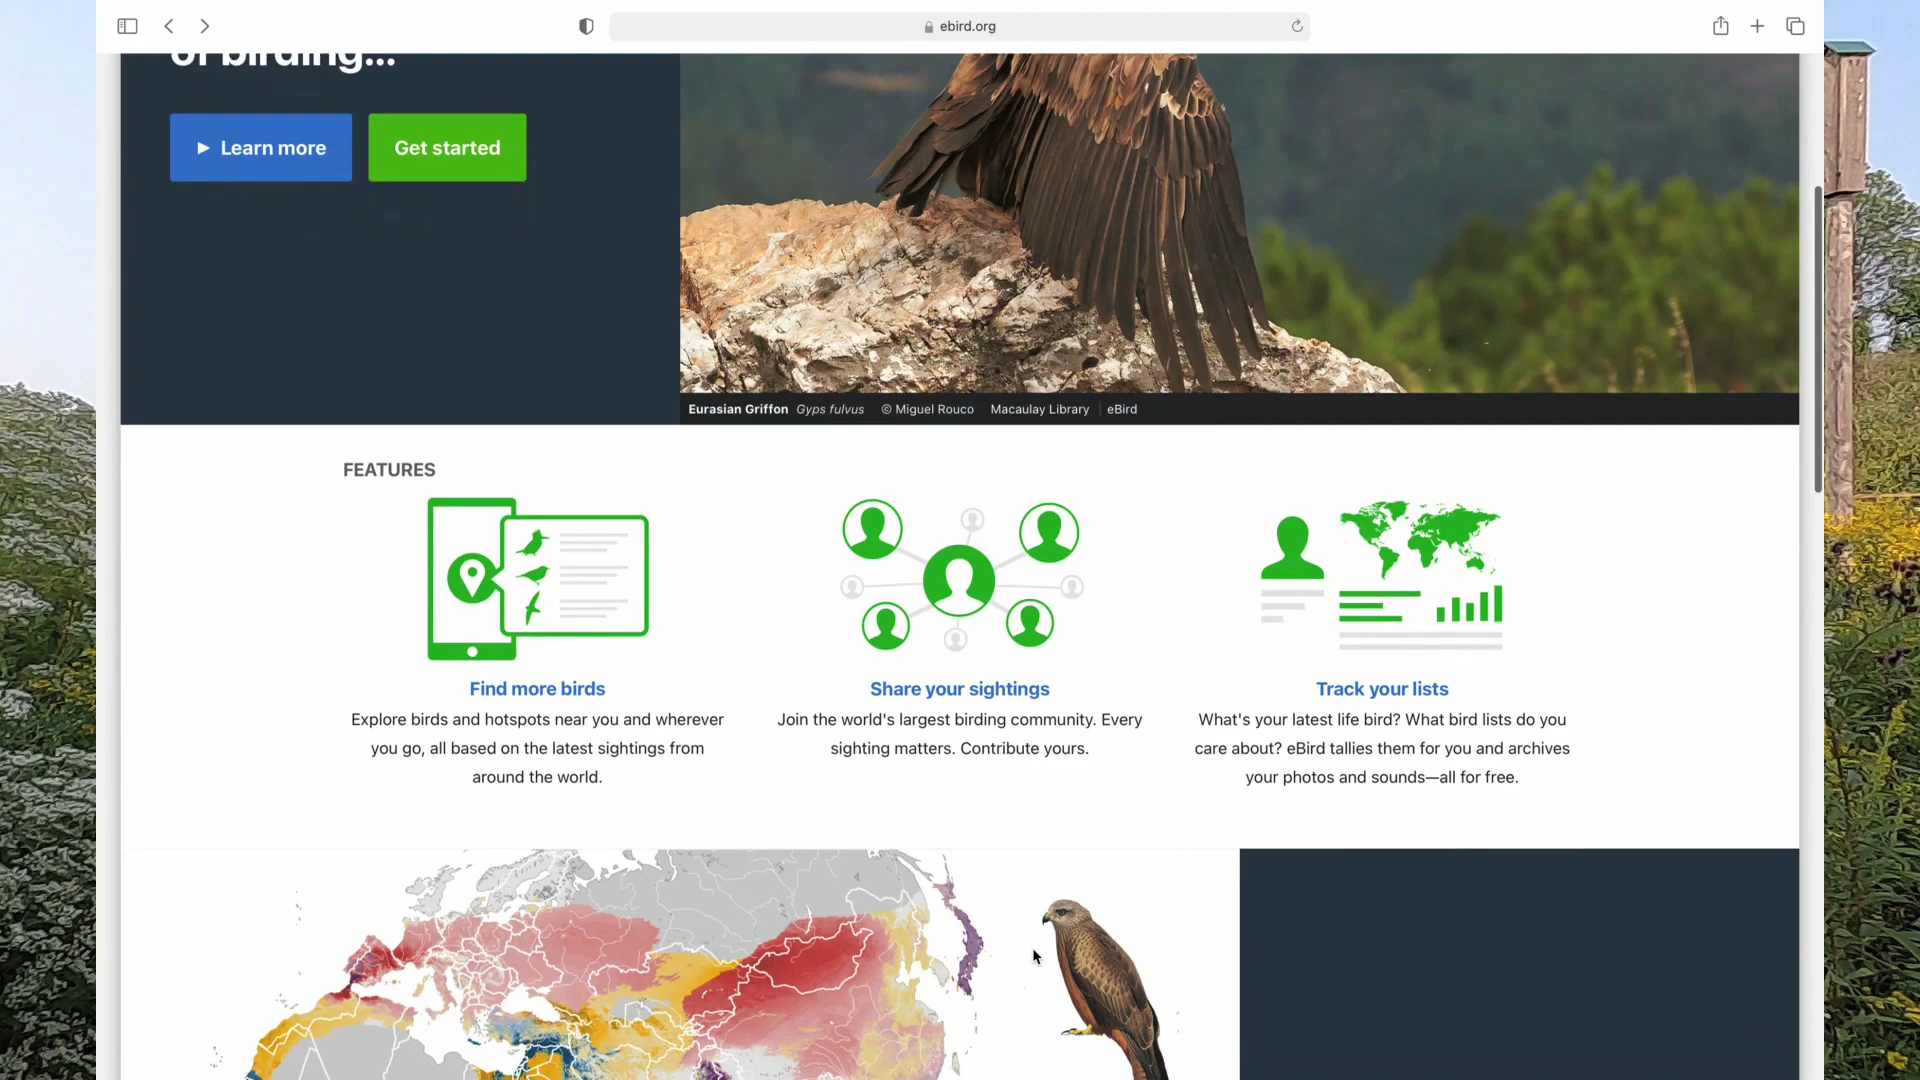 ebird.org
of birding...
Learn more
Get started
Eurasian Griffon Gyps fulvus © Miguel Rouco Macaulay Library eBird
FEATURES
Find more birds
Explore birds and hotspots near you and wherever
you go, all based on the latest sightings from
around the world.
Share your sightings
Join the world's largest birding community. Every
sighting matters. Contribute yours.
Track your lists
What's your latest life bird? What bird lists do you
care about? eBird tallies them for you and archives
your photos and sounds—all for free.